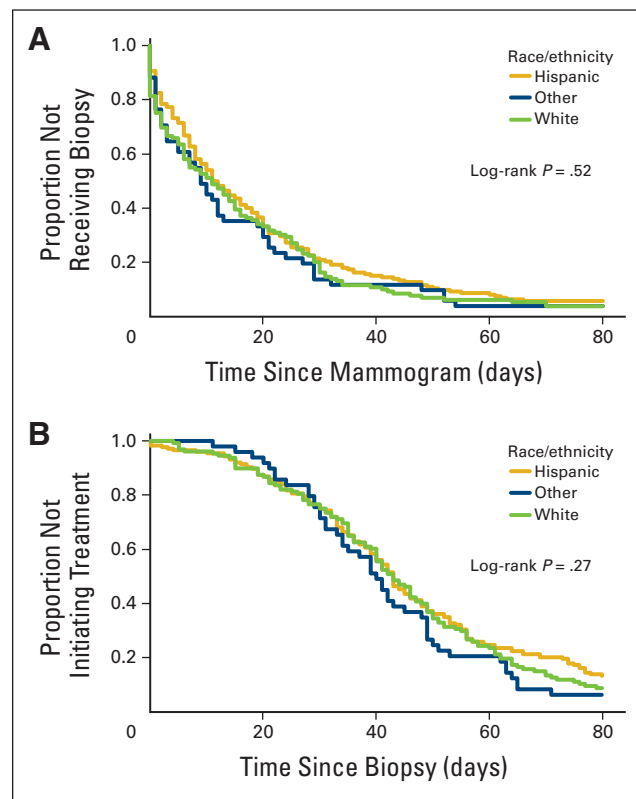 A
Proportion Not
Receiving Biopsy
1.0
0.8
0.6
0.4
0.2
0
20
40
60
80
Time Since Mammogram (days)
Race/ethnicity
Hispanic
Other
White
Log-rank P = .52
B
Proportion Not
Initiating Treatment
1.0
0.8
0.6
0.4
0.2
0
20
40
60
80
Time Since Biopsy (days)
Race/ethnicity
Hispanic
Other
White
Log-rank P = .27